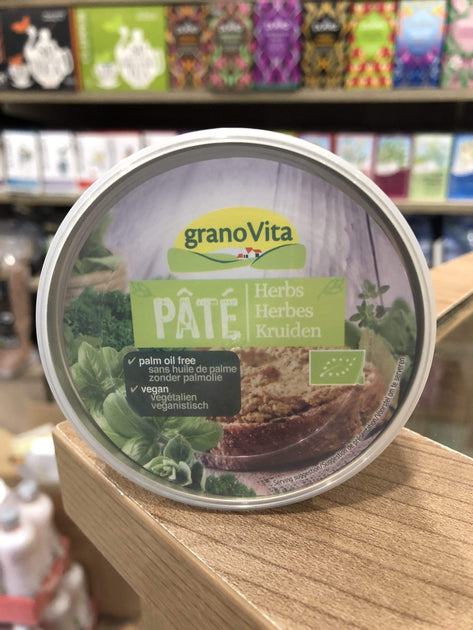 granoVita
PÂTÉ
Herbs
Herbes
Kruiden
✓ palm oil free
sans huile de palme
zonder palmolie
✓ vegan
végétalien
veganistisch